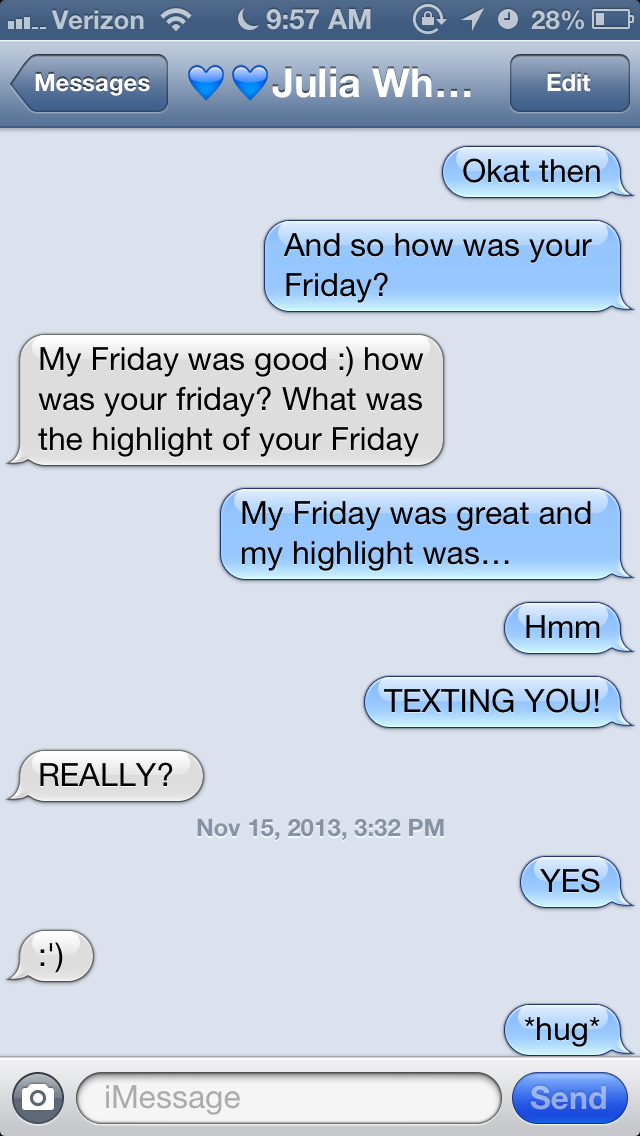 Verizon 9:57 AM 28%
Messages 💙💙Julia Wh... Edit
Okat then
And so how was your
Friday?
My Friday was good :) how
was your friday? What was
the highlight of your Friday
My Friday was great and
my highlight was...
Hmm
TEXTING YOU!
REALLY?
Nov 15, 2013, 3:32 PM
YES
:')
*hug*
iMessage Send